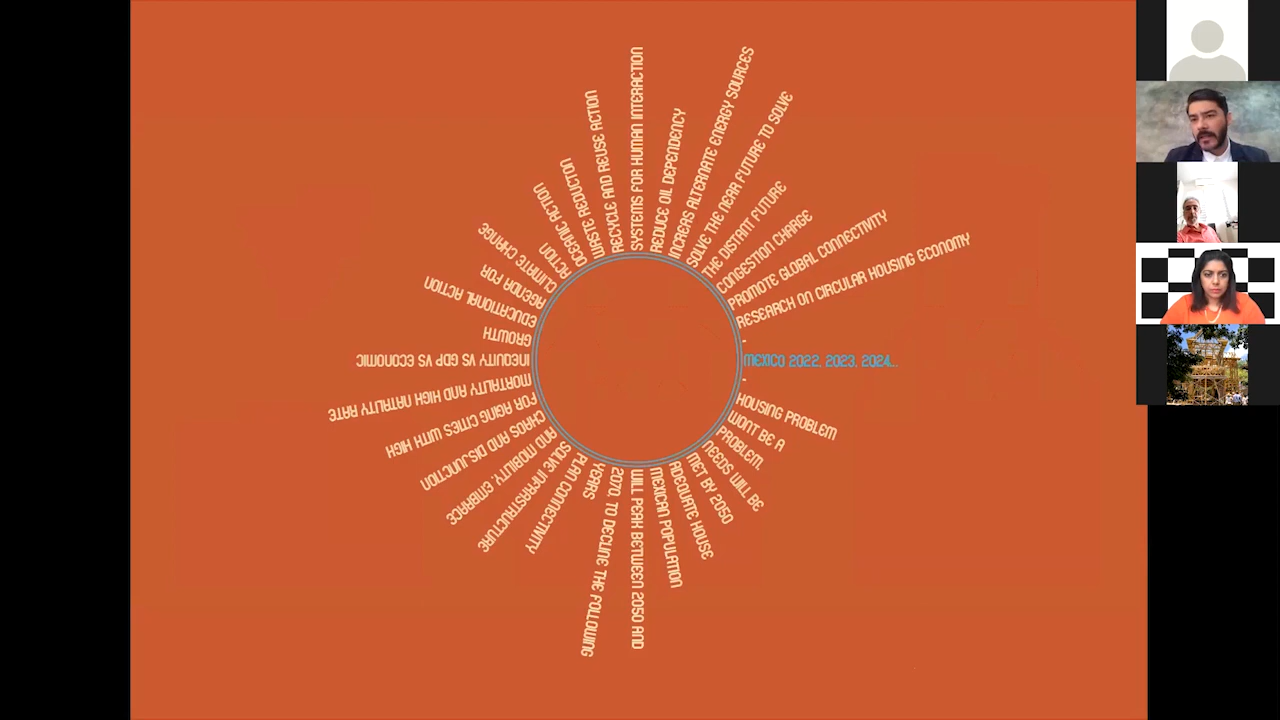 MEXICO 2022, 2023, 2024...
-
HOUSING PROBLEM
WONT BE A
PROBLEM.
NEEDS WILL BE
MET BY 2050
ADEQUATE HOUSE
MEXICAN POPULATION
WILL PEAK BETWEEN 2050 AND
2070, TO DECLINE THE FOLLOWING
YEARS
PLAN CONNECTIVITY
SOLVE INFRASTRUCTURE
AND MOBILITY. EMBRACE
CHAOS AND DISJUNCTION
FOR AGING CITIES WITH HIGH
MORTALITY AND HIGH NATALITY RATE
INEQUITY VS GDP VS ECONOMIC
GROWTH
EDUCATIONAL ACTION
AGENDA FOR
CLIMATE CHANGE
ACTION
OCEANIC ACTION
WASTE REDUCTON
RECYCLE AND REUSE ACTION
SYSTEMS FOR HUMAN INTERACTION
REDUCE OIL DEPENDENCY
INCREAS ALTERNATE ENERGY SOURCES
SOLVE THE NEAR FUTURE TO SOLVE
THE DISTANT FUTURE
CONGESTION CHARGE
PROMOTE GLOBAL CONNECTIVITY
RESEARCH ON CIRCULAR HOUSING ECONOMY
-